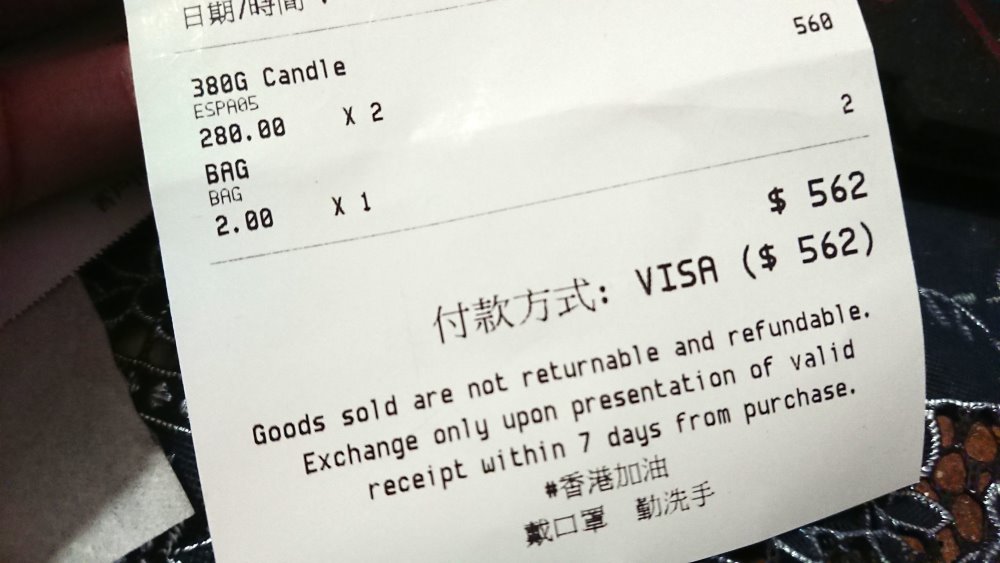 日期/時間 :
560
380G Candle
ESPA05
280.00 X 2
2
BAG
BAG
2.00 X 1
$ 562
付款方式: VISA ($ 562)
Goods sold are not returnable and refundable.
Exchange only upon presentation of valid
receipt within 7 days from purchase.
#香港加油
戴口罩 勤洗手